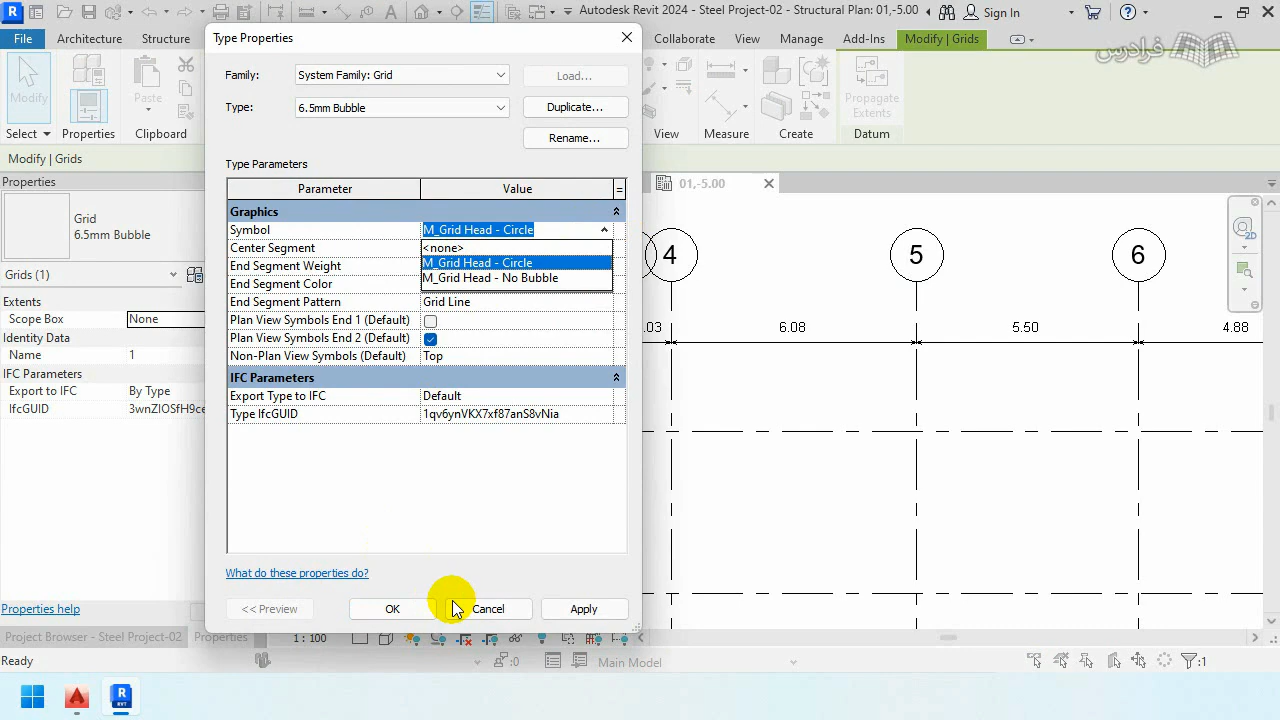 Autodesk Revit 2024 - Steel Project-02 - Structural Plan: 01,-5.00
Sign In
File
Architecture
Structure
Collaborate
View
Manage
Add-Ins
Modify | Grids
فرادرس
Modify
Paste
Propagate
Extents
Select
Properties
Clipboard
View
Measure
Create
Datum
Modify | Grids
Properties
Grid
6.5mm Bubble
Grids (1)
Extents
Scope Box
None
Identity Data
Name
1
IFC Parameters
Export to IFC
By Type
IfcGUID
3wnZIOSfH9ce
Properties help
Project Browser - Steel Project-02
Properties
Type Properties
Family:
System Family: Grid
Load...
Type:
6.5mm Bubble
Duplicate...
Rename...
Type Parameters
Parameter
Value
=
Graphics
Symbol
M_Grid Head - Circle
Center Segment
<none>
M_Grid Head - Circle
M_Grid Head - No Bubble
End Segment Weight
End Segment Color
End Segment Pattern
Grid Line
Plan View Symbols End 1 (Default)
Plan View Symbols End 2 (Default)
Non-Plan View Symbols (Default)
Top
IFC Parameters
Export Type to IFC
Default
Type IfcGUID
1qv6ynVKX7xf87anS8vNia
What do these properties do?
<< Preview
OK
Cancel
Apply
01,-5.00
2D
4
5
6
.03
6.08
5.50
4.88
1 : 100
Ready
:0
Main Model
:1
R
RVT